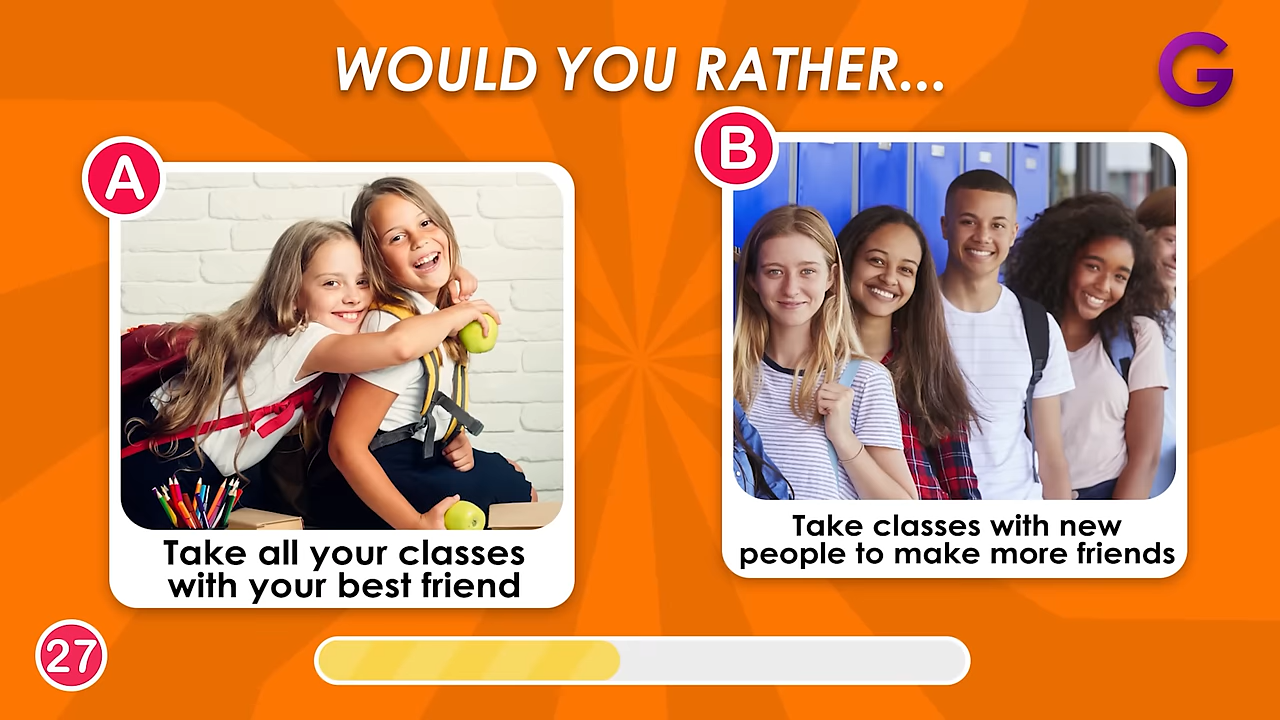 WOULD YOU RATHER...
G
A
Take all your classes
with your best friend
B
Take classes with new
people to make more friends
27